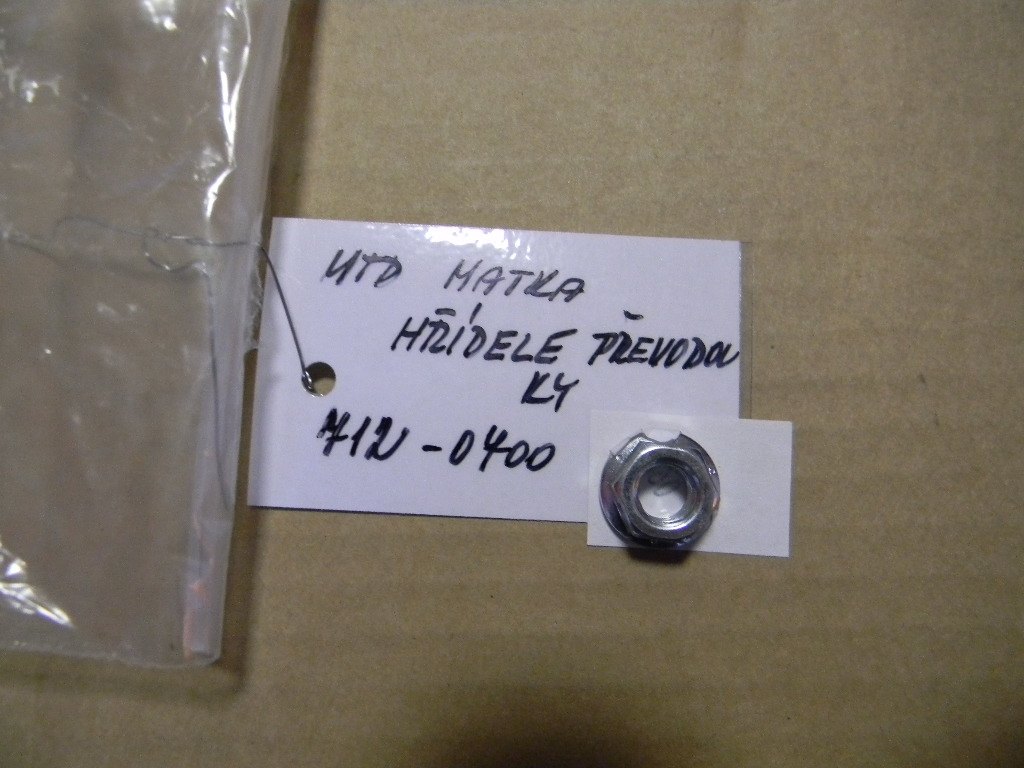 MTD MATKA
HŘÍDELE PŘEVODOV
KY
712-0400